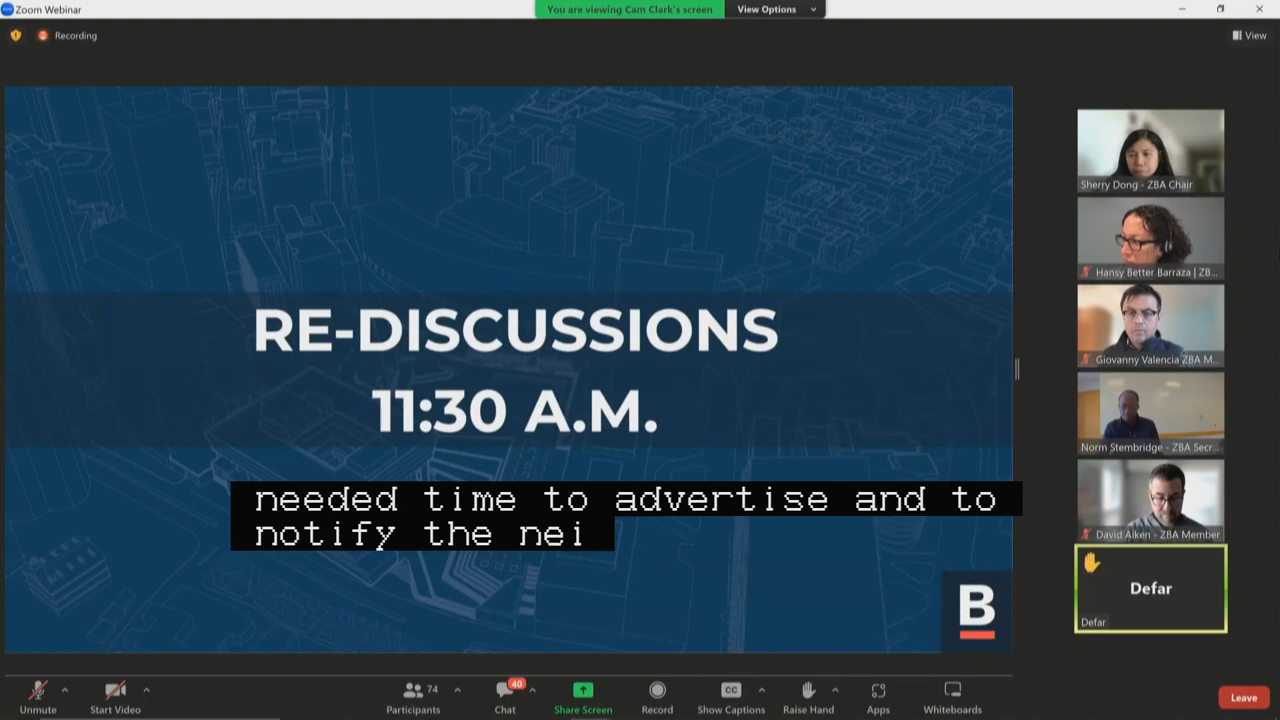 Zoom Webinar
You are viewing Cam Clark's screen
View Options
Recording
View
RE-DISCUSSIONS
11:30 A.M.
needed time to advertise and to
notify the nei
B
Sherry Dong - ZBA Chair
Hansy Better Barraza | ZB...
Giovanny Valencia ZBA M...
Norm Stembridge - ZBA Secr...
David Aiken - ZBA Member
Defar
Defar
Unmute
Start Video
74
Participants
40
Chat
Share Screen
Record
CC
Show Captions
Raise Hand
Apps
Whiteboards
Leave